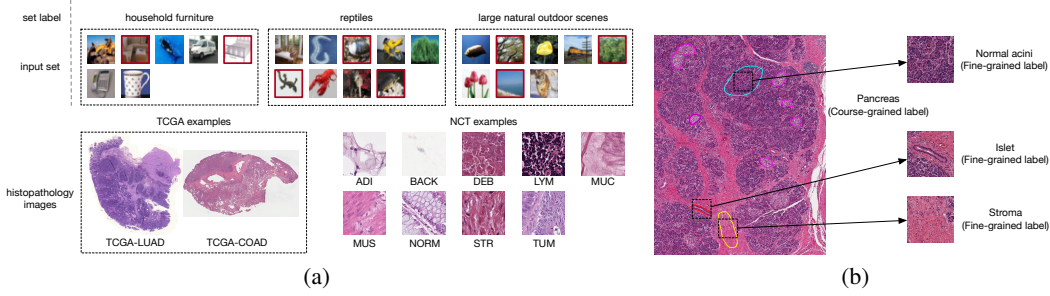 set label
household furniture
reptiles
large natural outdoor scenes
input set
TCGA examples
NCT examples
histopathology
images
TCGA-LUAD
TCGA-COAD
ADI
BACK
DEB
LYM
MUC
MUS
NORM
STR
TUM
(a)
Normal acini
(Fine-grained label)
Pancreas
(Course-grained label)
Islet
(Fine-grained label)
Stroma
(Fine-grained label)
(b)